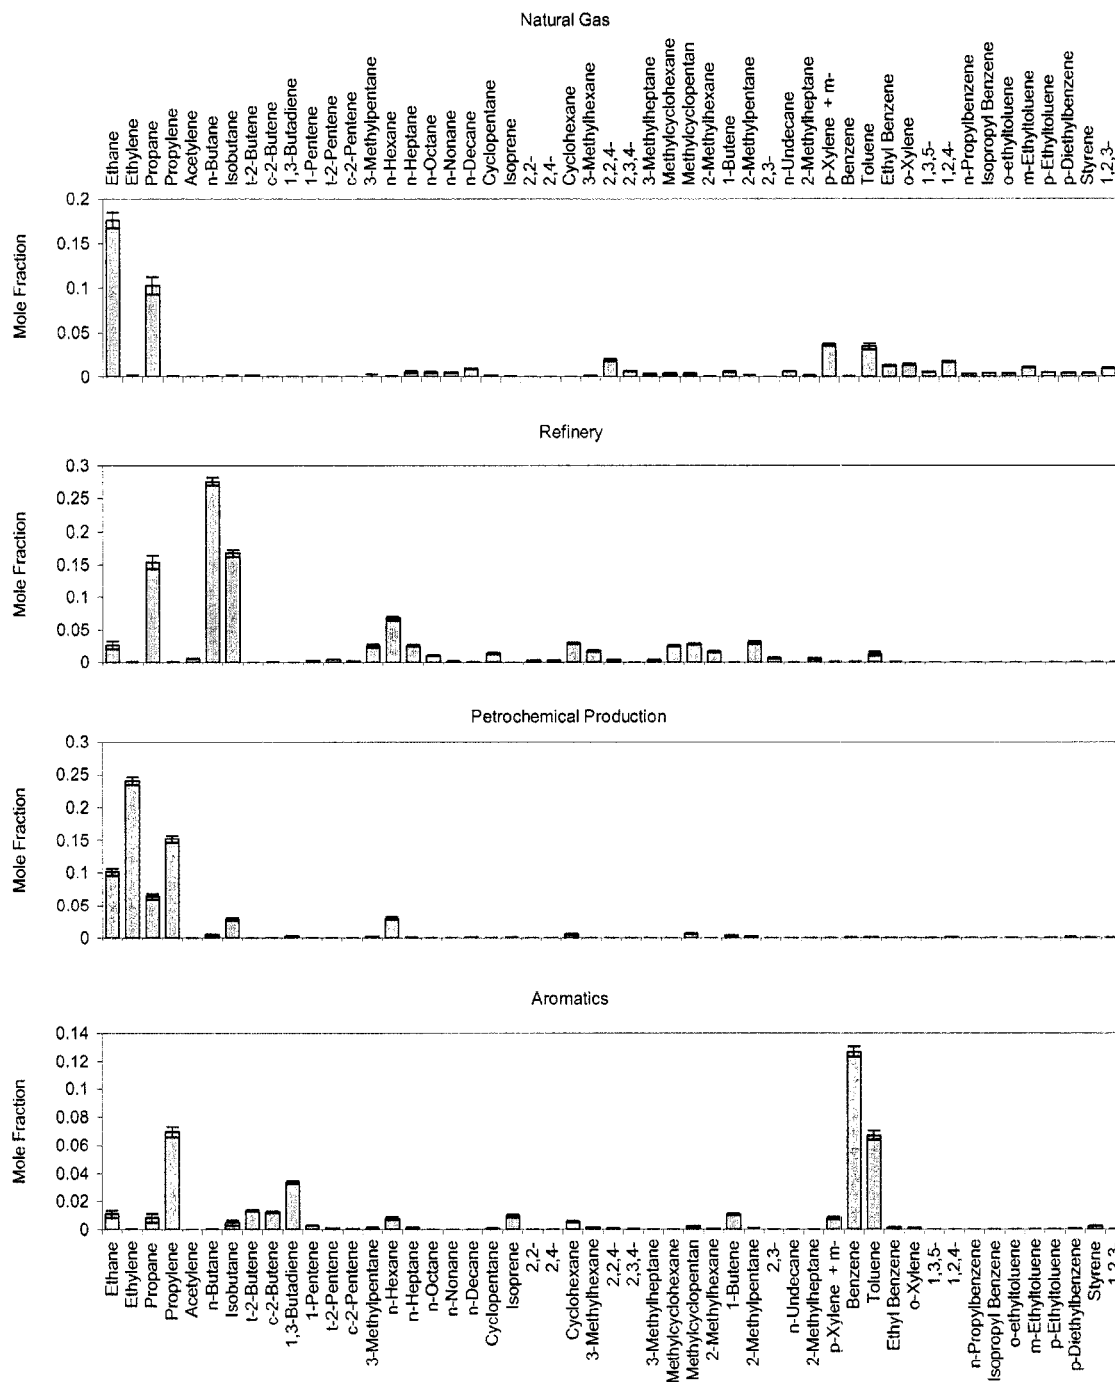 Natural Gas
Ethane
Ethylene
Propane
Propylene
Acetylene
n-Butane
Isobutane
t-2-Butene
c-2-Butene
1,3-Butadiene
1-Pentene
t-2-Pentene
c-2-Pentene
3-Methylpentane
n-Hexane
n-Heptane
n-Octane
n-Nonane
n-Decane
Cyclopentane
Isoprene
2,2-
2,4-
Cyclohexane
3-Methylhexane
2,2,4-
2,3,4-
3-Methylheptane
Methylcyclohexane
Methylcyclopentan
2-Methylhexane
1-Butene
2-Methylpentane
2,3-
n-Undecane
2-Methylheptane
p-Xylene + m-
Benzene
Toluene
Ethyl Benzene
o-Xylene
1,3,5-
1,2,4-
n-Propylbenzene
Isopropyl Benzene
o-ethyltoluene
m-Ethyltoluene
p-Ethyltoluene
p-Diethylbenzene
Styrene
1,2,3-
Mole Fraction
0.2
0.15
0.1
0.05
0
Refinery
Mole Fraction
0.3
0.25
0.2
0.15
0.1
0.05
0
Petrochemical Production
Mole Fraction
0.3
0.25
0.2
0.15
0.1
0.05
0
Aromatics
Mole Fraction
0.14
0.12
0.1
0.08
0.06
0.04
0.02
0
Ethane
Ethylene
Propane
Propylene
Acetylene
n-Butane
Isobutane
t-2-Butene
c-2-Butene
1,3-Butadiene
1-Pentene
t-2-Pentene
c-2-Pentene
3-Methylpentane
n-Hexane
n-Heptane
n-Octane
n-Nonane
n-Decane
Cyclopentane
Isoprene
2,2-
2,4-
Cyclohexane
3-Methylhexane
2,2,4-
2,3,4-
3-Methylheptane
Methylcyclohexane
Methylcyclopentan
2-Methylhexane
1-Butene
2-Methylpentane
2,3-
n-Undecane
2-Methylheptane
p-Xylene + m-
Benzene
Toluene
Ethyl Benzene
o-Xylene
1,3,5-
1,2,4-
n-Propylbenzene
Isopropyl Benzene
o-ethyltoluene
m-Ethyltoluene
p-Ethyltoluene
p-Diethylbenzene
Styrene
1,2,3-